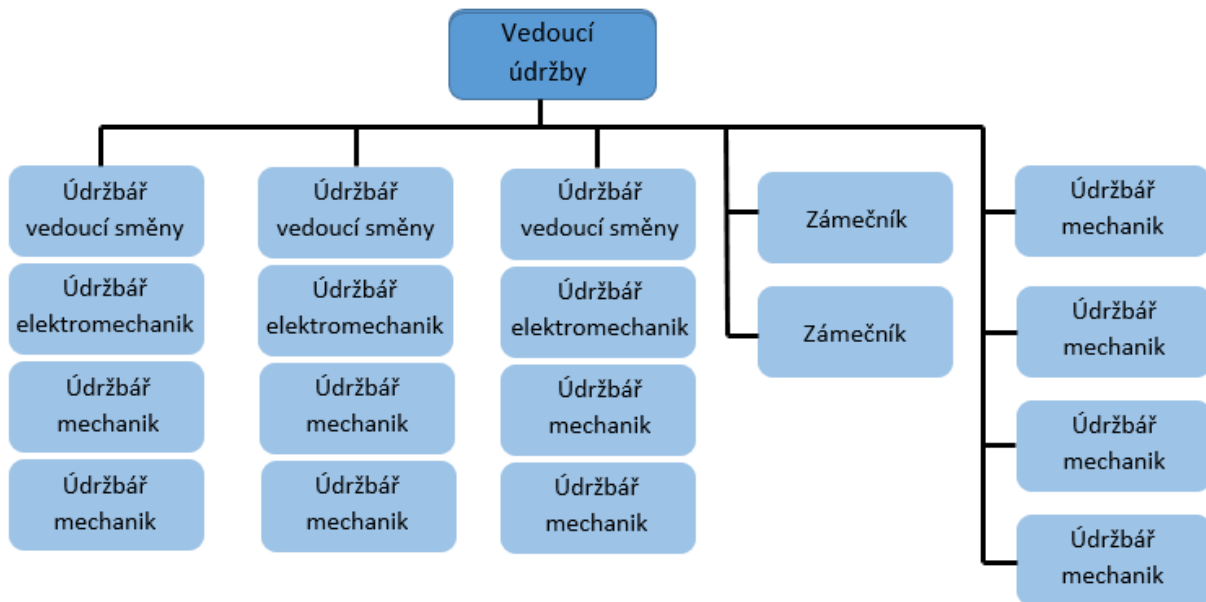 Vedoucí
údržby
Údržbář
vedoucí směny
Údržbář
elektromechanik
Údržbář
mechanik
Údržbář
mechanik
Údržbář
vedoucí směny
Údržbář
elektromechanik
Údržbář
mechanik
Údržbář
mechanik
Údržbář
vedoucí směny
Údržbář
elektromechanik
Údržbář
mechanik
Údržbář
mechanik
Zámečník
Zámečník
Údržbář
mechanik
Údržbář
mechanik
Údržbář
mechanik
Údržbář
mechanik